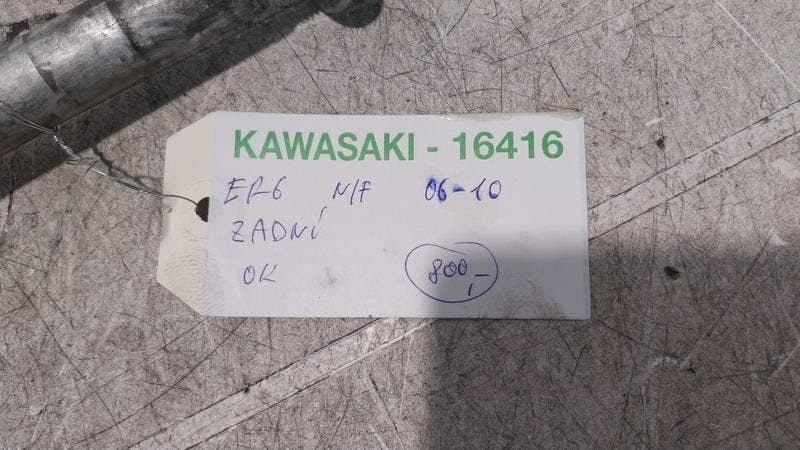 KAWASAKI - 16416
ER6 N/F 06-10
ZADNÍ
OK 800,-